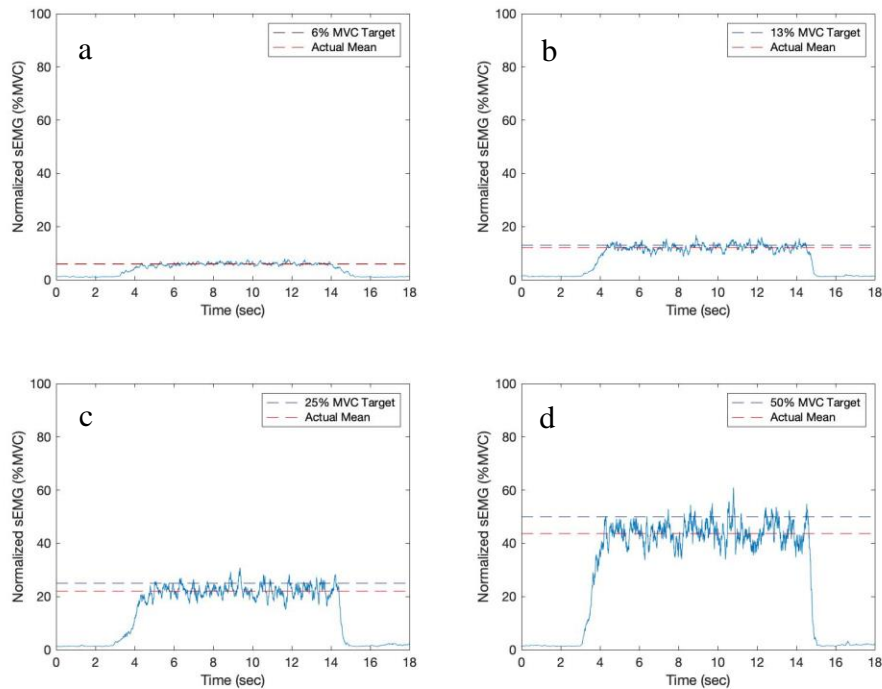 a
6% MVC Target
Actual Mean
100
80
60
40
20
0
Normalized sEMG (%MVC)
0 2 4 6 8 10 12 14 16 18
Time (sec)
b
13% MVC Target
Actual Mean
100
80
60
40
20
0
Normalized sEMG (%MVC)
0 2 4 6 8 10 12 14 16 18
Time (sec)
c
25% MVC Target
Actual Mean
100
80
60
40
20
0
Normalized sEMG (%MVC)
0 2 4 6 8 10 12 14 16 18
Time (sec)
d
50% MVC Target
Actual Mean
100
80
60
40
20
0
Normalized sEMG (%MVC)
0 2 4 6 8 10 12 14 16 18
Time (sec)